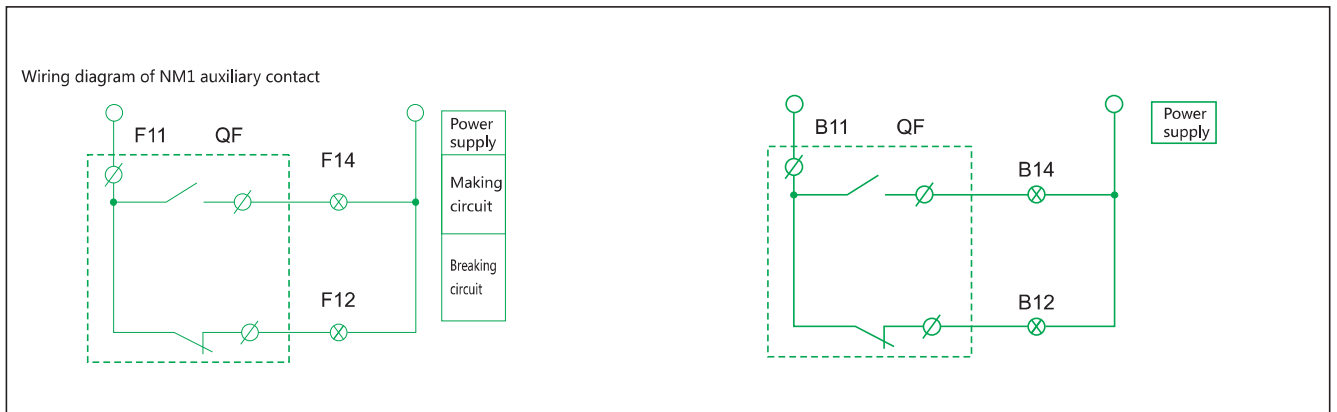 Wiring diagram of NM1 auxiliary contact
F11
QF
F14
F12
Power
supply
Making
circuit
Breaking
circuit
B11
QF
B14
B12
Power
supply